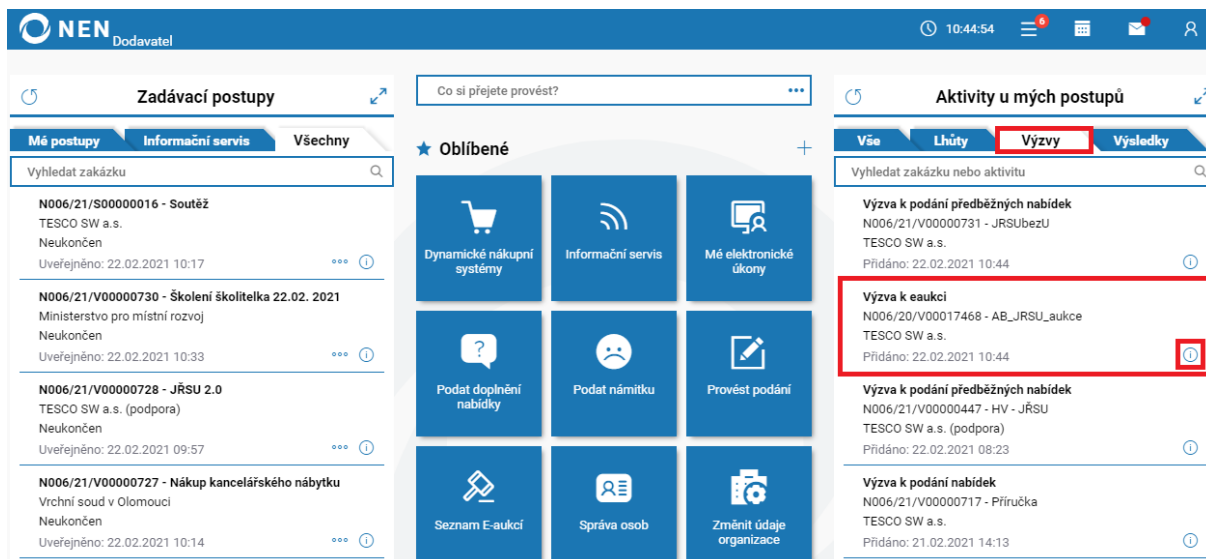 NEN
Dodavatel
10:44:54
6
Zadávací postupy
Mé postupy
Informační servis
Všechny
Vyhledat zakázku
N006/21/S00000016 - Soutěž
TESCO SW a.s.
Neukončen
Uveřejněno: 22.02.2021 10:17
N006/21/V00000730 - Školení školitelka 22.02. 2021
Ministerstvo pro místní rozvoj
Neukončen
Uveřejněno: 22.02.2021 10:33
N006/21/V00000728 - JŘSU 2.0
TESCO SW a.s. (podpora)
Neukončen
Uveřejněno: 22.02.2021 09:57
N006/21/V00000727 - Nákup kancelářského nábytku
Vrchní soud v Olomouci
Neukončen
Uveřejněno: 22.02.2021 10:14
Co si přejete provést?
Oblíbené
Dynamické nákupní
systémy
Informační servis
Mé elektronické
úkony
Podat doplnění
nabídky
Podat námitku
Provést podání
Seznam E-aukcí
Správa osob
Změnit údaje
organizace
Aktivity u mých postupů
Vše
Lhůty
Výzvy
Výsledky
Vyhledat zakázku nebo aktivitu
Výzva k podání předběžných nabídek
N006/21/V00000731 - JRSUbezU
TESCO SW a.s.
Přidáno: 22.02.2021 10:44
Výzva k eaukci
N006/20/V00017468 - AB_JRSU_aukce
TESCO SW a.s.
Přidáno: 22.02.2021 10:44
Výzva k podání předběžných nabídek
N006/21/V00000447 - HV - JŘSU
TESCO SW a.s. (podpora)
Přidáno: 22.02.2021 08:23
Výzva k podání nabídek
N006/21/V00000717 - Příručka
TESCO SW a.s.
Přidáno: 21.02.2021 14:13